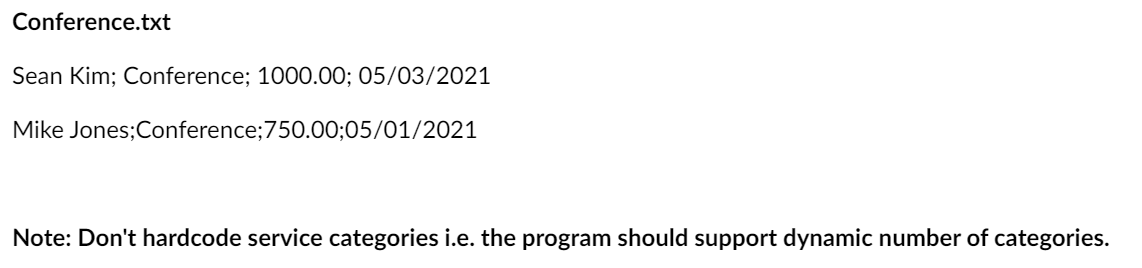 Conference.txt
Sean Kim; Conference; 1000.00; 05/03/2021
Mike Jones;Conference;750.00;05/01/2021
Note: Don't hardcode service categories i.e. the program should support dynamic number of categories.